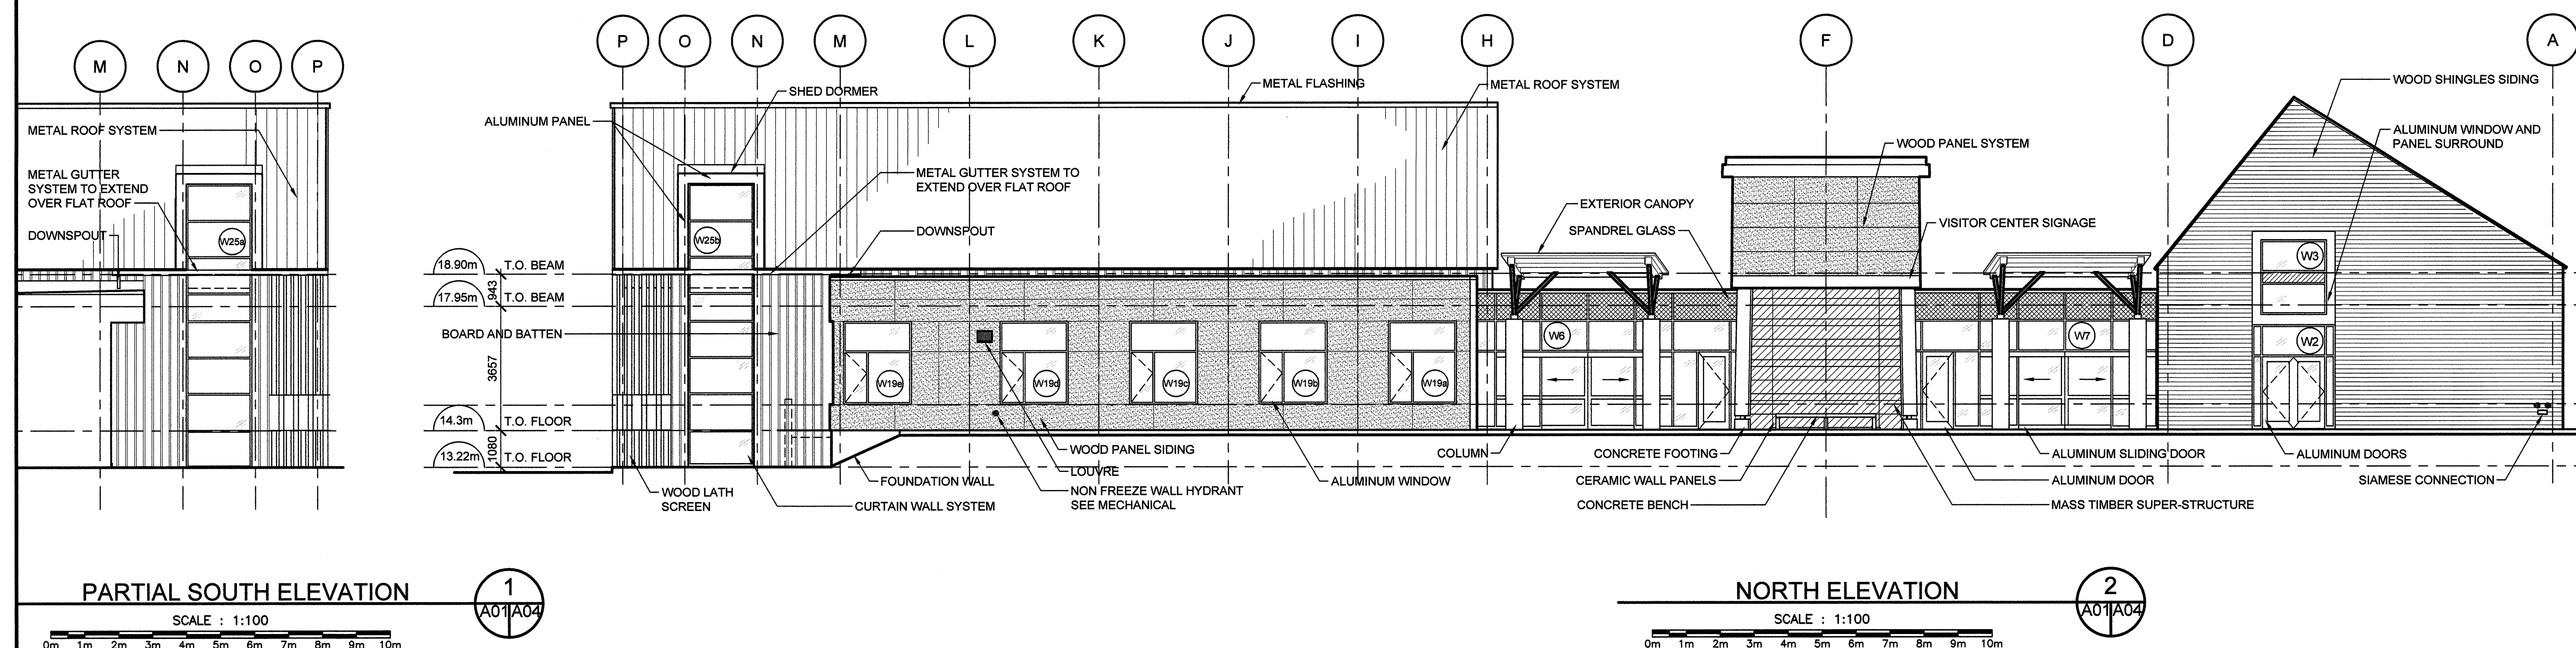 M N O P
METAL ROOF SYSTEM
METAL GUTTER
SYSTEM TO EXTEND
OVER FLAT ROOF
DOWNSPOUT
W25a
PARTIAL SOUTH ELEVATION
SCALE : 1:100
0m 1m 2m 3m 4m 5m 6m 7m 8m 9m 10m
1
A01 A04
P O N M L K J I H F D A
METAL FLASHING
SHED DORMER
METAL ROOF SYSTEM
ALUMINUM PANEL
METAL GUTTER SYSTEM TO
EXTEND OVER FLAT ROOF
DOWNSPOUT
W25b
18.90m T.O. BEAM
943
17.95m T.O. BEAM
BOARD AND BATTEN
3657
14.3m T.O. FLOOR
1080
13.22m T.O. FLOOR
W19e W19d W19c W19b W19a
WOOD LATH
SCREEN
CURTAIN WALL SYSTEM
FOUNDATION WALL
WOOD PANEL SIDING
LOUVRE
NON FREEZE WALL HYDRANT
SEE MECHANICAL
ALUMINUM WINDOW
WOOD SHINGLES SIDING
ALUMINUM WINDOW AND
PANEL SURROUND
WOOD PANEL SYSTEM
EXTERIOR CANOPY
SPANDREL GLASS
VISITOR CENTER SIGNAGE
W6
W7
W3
W2
COLUMN
CONCRETE FOOTING
CERAMIC WALL PANELS
CONCRETE BENCH
ALUMINUM SLIDING DOOR
ALUMINUM DOOR
MASS TIMBER SUPER-STRUCTURE
ALUMINUM DOORS
SIAMESE CONNECTION
NORTH ELEVATION
SCALE : 1:100
0m 1m 2m 3m 4m 5m 6m 7m 8m 9m 10m
2
A01 A04